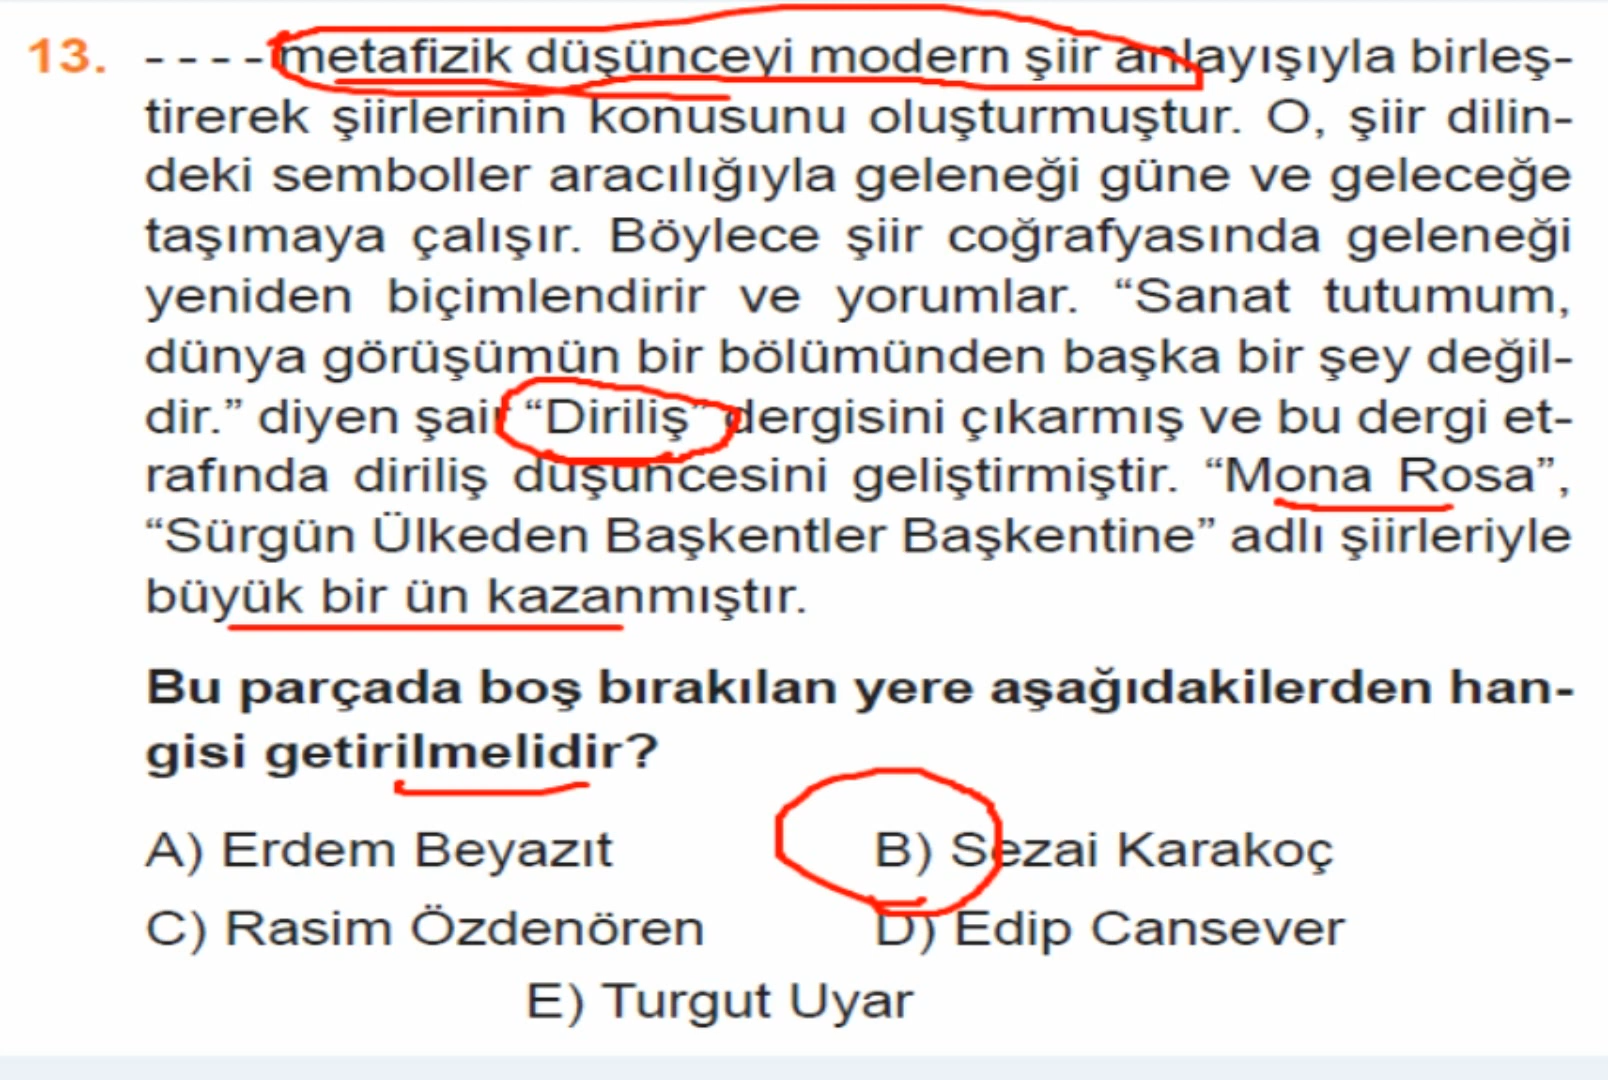 13. ---- metafizik düşünceyi modern şiir anlayışıyla birleş-
tirerek şiirlerinin konusunu oluşturmuştur. O, şiir dilin-
deki semboller aracılığıyla geleneği güne ve geleceğe
taşımaya çalışır. Böylece şiir coğrafyasında geleneği
yeniden biçimlendirir ve yorumlar. “Sanat tutumum,
dünya görüşümün bir bölümünden başka bir şey değil-
dir.” diyen şair “Diriliş” dergisini çıkarmış ve bu dergi et-
rafında diriliş düşüncesini geliştirmiştir. “Mona Rosa”,
“Sürgün Ülkeden Başkentler Başkentine” adlı şiirleriyle
büyük bir ün kazanmıştır.
Bu parçada boş bırakılan yere aşağıdakilerden han-
gisi getirilmelidir?
A) Erdem Beyazıt B) Sezai Karakoç
C) Rasim Özdenören D) Edip Cansever
E) Turgut Uyar